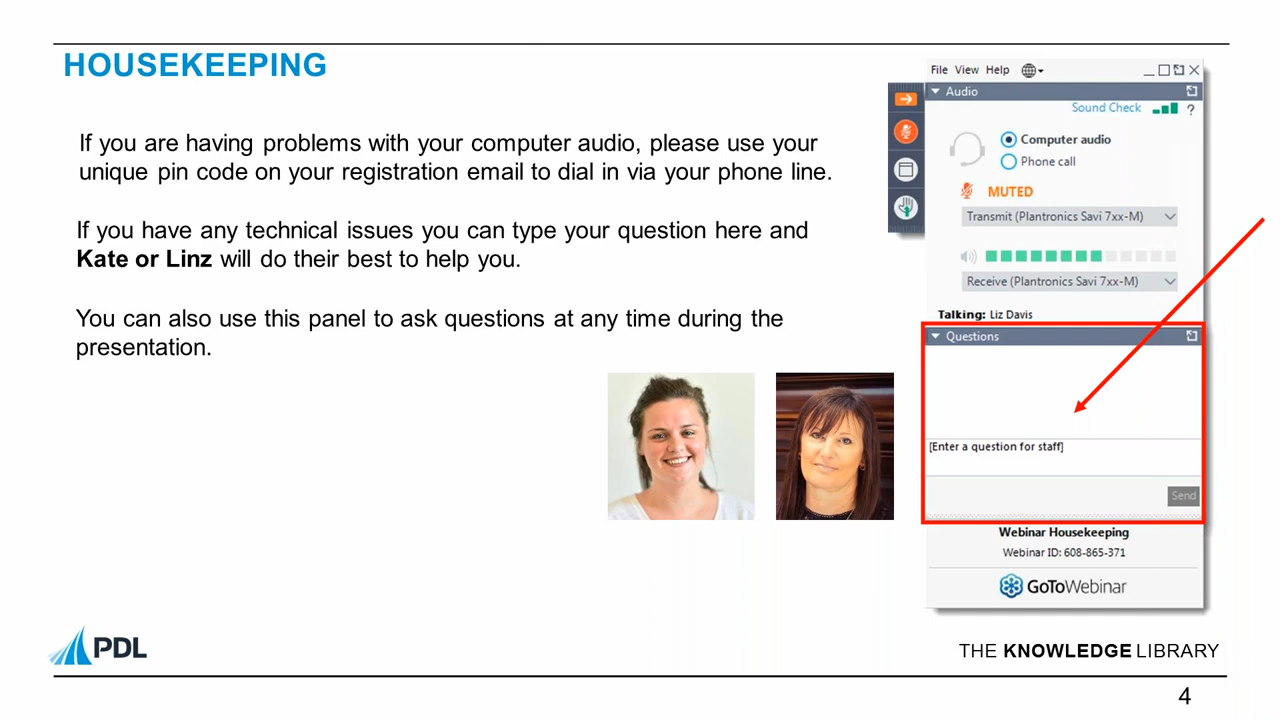 HOUSEKEEPING
If you are having problems with your computer audio, please use your
unique pin code on your registration email to dial in via your phone line.
If you have any technical issues you can type your question here and
Kate or Linz will do their best to help you.
You can also use this panel to ask questions at any time during the
presentation.
File View Help
Audio
Sound Check ?
Computer audio
Phone call
MUTED
Transmit (Plantronics Savi 7xx-M)
Receive (Plantronics Savi 7xx-M)
Talking: Liz Davis
Questions
[Enter a question for staff]
Send
Webinar Housekeeping
Webinar ID: 608-865-371
GoToWebinar
PDL
THE KNOWLEDGE LIBRARY
4